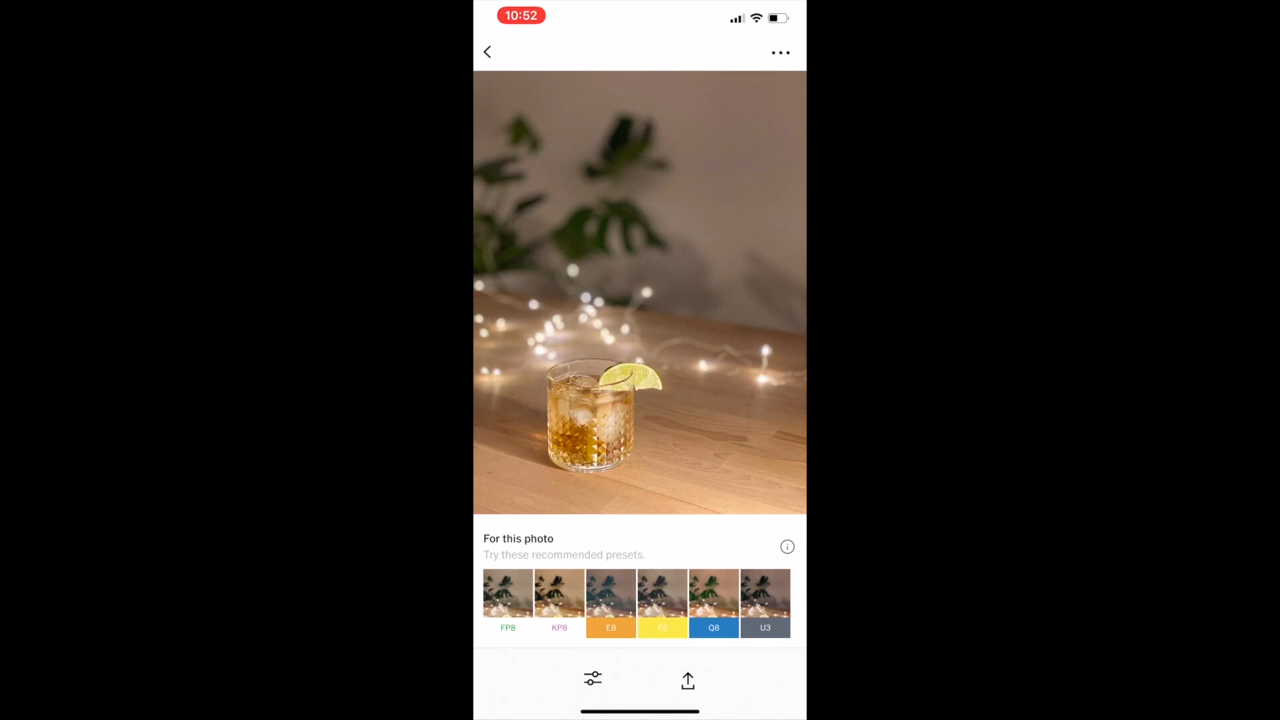 10:52
For this photo
Try these recommended presets.
FP8
KP8
E8
Q8
U3